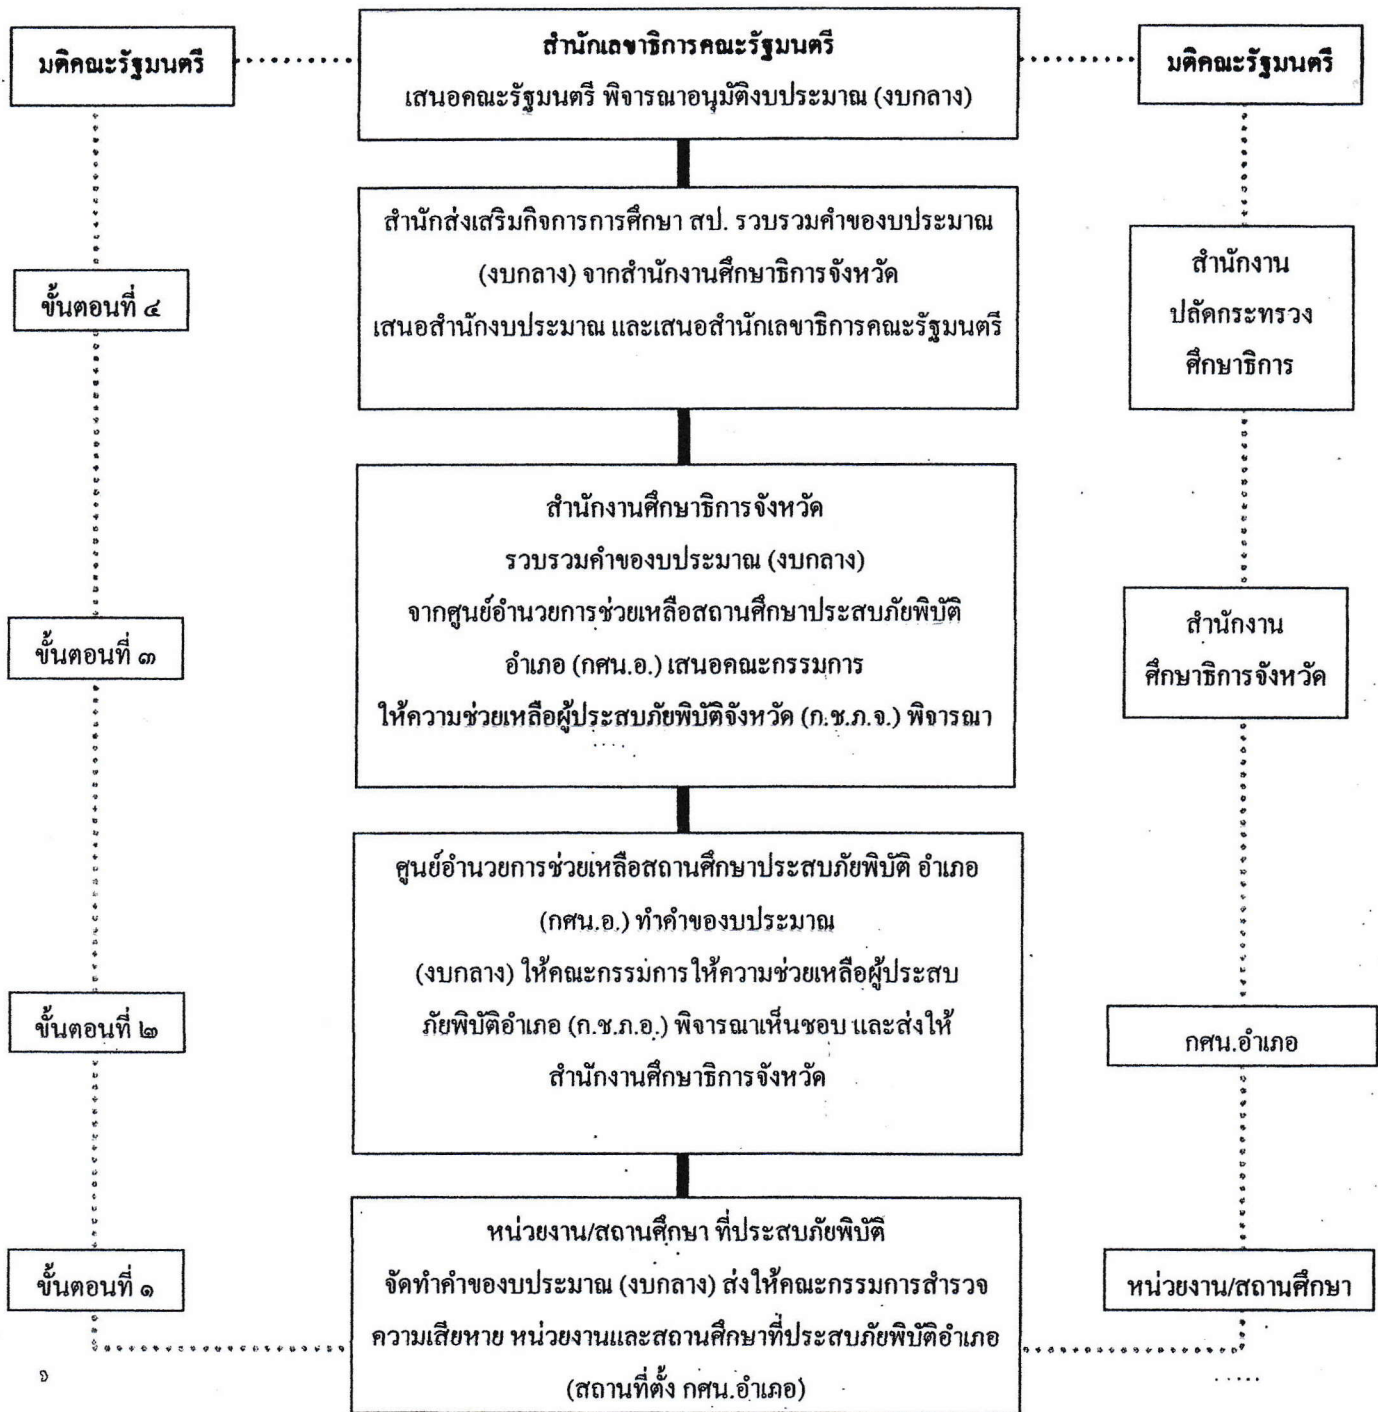 มติคณะรัฐมนตรี
สำนักเลขาธิการคณะรัฐมนตรี
เสนอคณะรัฐมนตรี พิจารณาอนุมัติงบประมาณ (งบกลาง)
มติคณะรัฐมนตรี
ขั้นตอนที่ ๔
สำนักส่งเสริมกิจการการศึกษา สป. รวบรวมคำของบประมาณ
(งบกลาง) จากสำนักงานศึกษาธิการจังหวัด
เสนอสำนักงบประมาณ และเสนอสำนักเลขาธิการคณะรัฐมนตรี
สำนักงาน
ปลัดกระทรวง
ศึกษาธิการ
ขั้นตอนที่ ๓
สำนักงานศึกษาธิการจังหวัด
รวบรวมคำของบประมาณ (งบกลาง)
จากศูนย์อำนวยการช่วยเหลือสถานศึกษาประสบภัยพิบัติ
อำเภอ (กศน.อ.) เสนอคณะกรรมการ
ให้ความช่วยเหลือผู้ประสบภัยพิบัติจังหวัด (ก.ช.ภ.จ.) พิจารณา
สำนักงาน
ศึกษาธิการจังหวัด
ขั้นตอนที่ ๒
ศูนย์อำนวยการช่วยเหลือสถานศึกษาประสบภัยพิบัติ อำเภอ
(กศน.อ.) ทำคำของบประมาณ
(งบกลาง) ให้คณะกรรมการให้ความช่วยเหลือผู้ประสบ
ภัยพิบัติอำเภอ (ก.ช.ภ.อ.) พิจารณาเห็นชอบ และส่งให้
สำนักงานศึกษาธิการจังหวัด
กศน.อำเภอ
ขั้นตอนที่ ๑
หน่วยงาน/สถานศึกษา ที่ประสบภัยพิบัติ
จัดทำคำของบประมาณ (งบกลาง) ส่งให้คณะกรรมการสำรวจ
ความเสียหาย หน่วยงานและสถานศึกษาที่ประสบภัยพิบัติอำเภอ
(สถานที่ตั้ง กศน.อำเภอ)
หน่วยงาน/สถานศึกษา